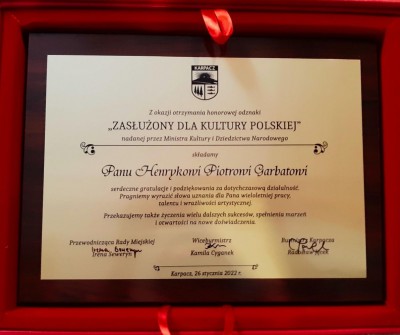 KARPACZ
Z okazji otrzymania honorowej odznaki
„ZASŁUŻONY DLA KULTURY POLSKIEJ”
nadanej przez Ministra Kultury i Dziedzictwa Narodowego
składamy
Panu Henrykowi Piotrowi Garbatowi
serdeczne gratulacje i podziękowania za dotychczasową działalność.
Pragniemy wyrazić słowa uznania dla Pana wieloletniej pracy,
talentu i wrażliwości artystycznej.
Przekazujemy także życzenia wielu dalszych sukcesów, spełnienia marzeń
i otwartości na nowe doświadczenia.
Przewodnicząca Rady Miejskiej Wiceburmistrz Burmistrz Karpacza
Irena Seweryn Kamila Cyganek Radosław Jęcek
Karpacz, 26 stycznia 2022 r.